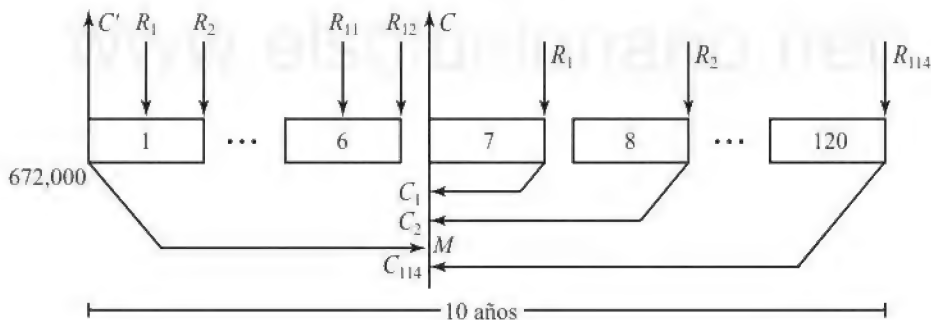 C' R₁ R₂ R₁₁ R₁₂ C
R₁ R₂ R₁₁₄
1 ... 6 7 8 ... 120
672,000
C₁
C₂
M
C₁₁₄
10 años